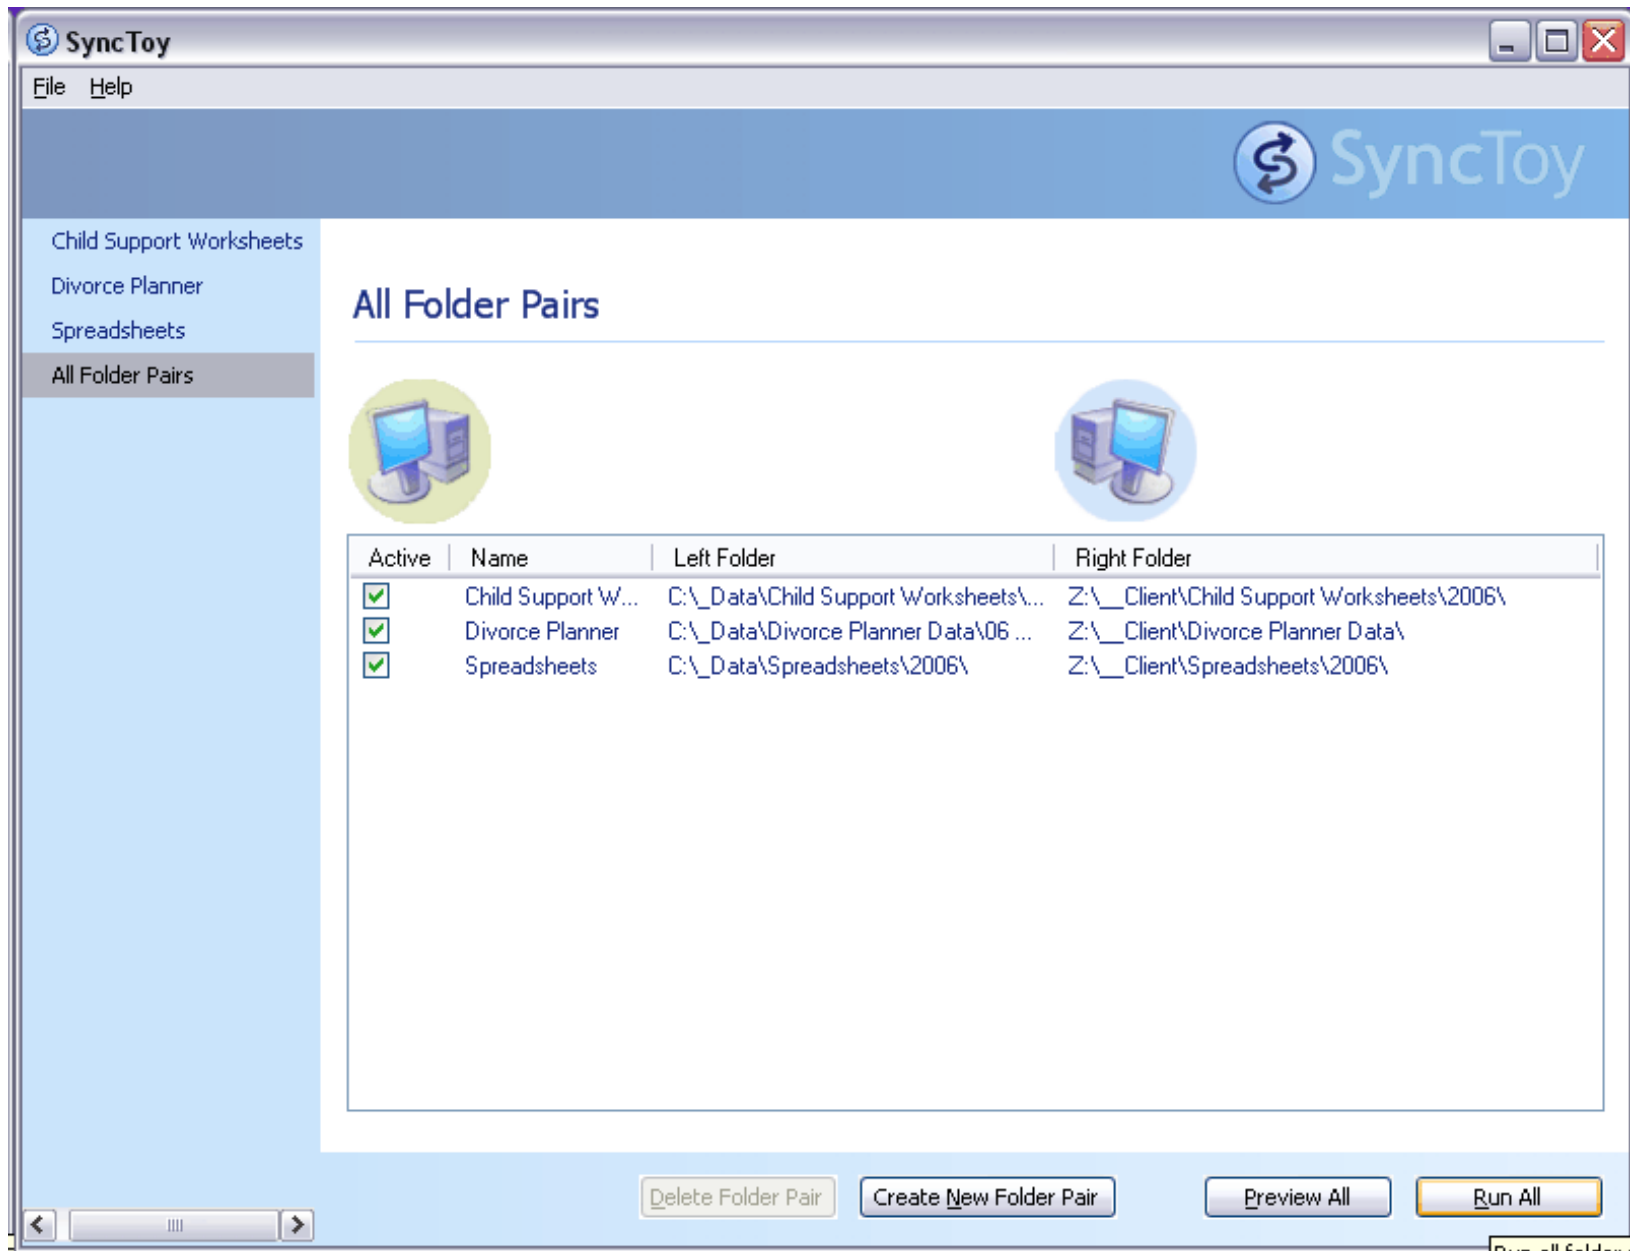 SyncToy
File Help
SyncToy
Child Support Worksheets
Divorce Planner
Spreadsheets
All Folder Pairs
All Folder Pairs
Active Name Left Folder Right Folder
Child Support W... C:\_Data\Child Support Worksheets\... Z:\__Client\Child Support Worksheets\2006\
Divorce Planner C:\_Data\Divorce Planner Data\06 ... Z:\__Client\Divorce Planner Data\
Spreadsheets C:\_Data\Spreadsheets\2006\ Z:\__Client\Spreadsheets\2006\
Delete Folder Pair Create New Folder Pair Preview All Run All
Run all folder